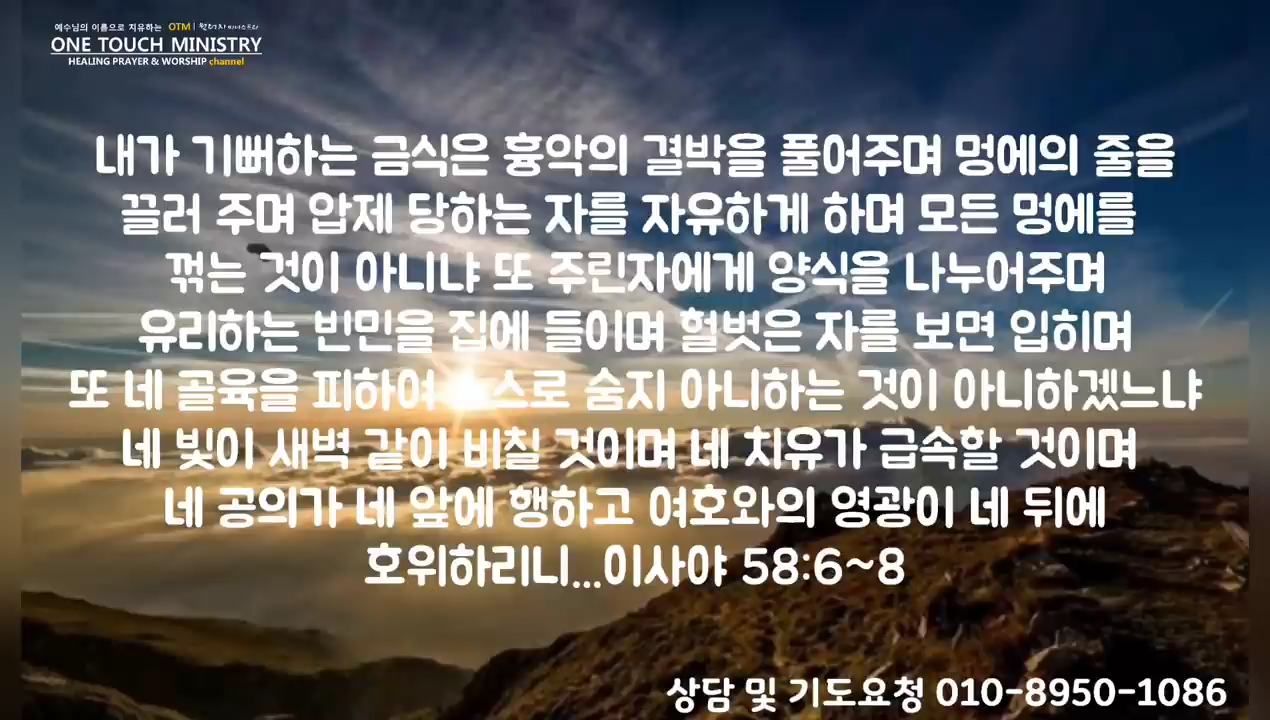 예수님의 이름으로 치유하는 OTM | 원터치 미니스트리
ONE TOUCH MINISTRY
HEALING PRAYER & WORSHIP channel
내가 기뻐하는 금식은 흉악의 결박을 풀어주며 멍에의 줄을
끌러 주며 압제 당하는 자를 자유하게 하며 모든 멍에를
꺾는 것이 아니냐 또 주린자에게 양식을 나누어주며
유리하는 빈민을 집에 들이며 헐벗은 자를 보면 입히며
또 네 골육을 피하여 스로 숨지 아니하는 것이 아니하겠느냐
네 빛이 새벽 같이 비칠 것이며 네 치유가 급속할 것이며
네 공의가 네 앞에 행하고 여호와의 영광이 네 뒤에
호위하리니...이사야 58:6~8
상담 및 기도요청 010-8950-1086